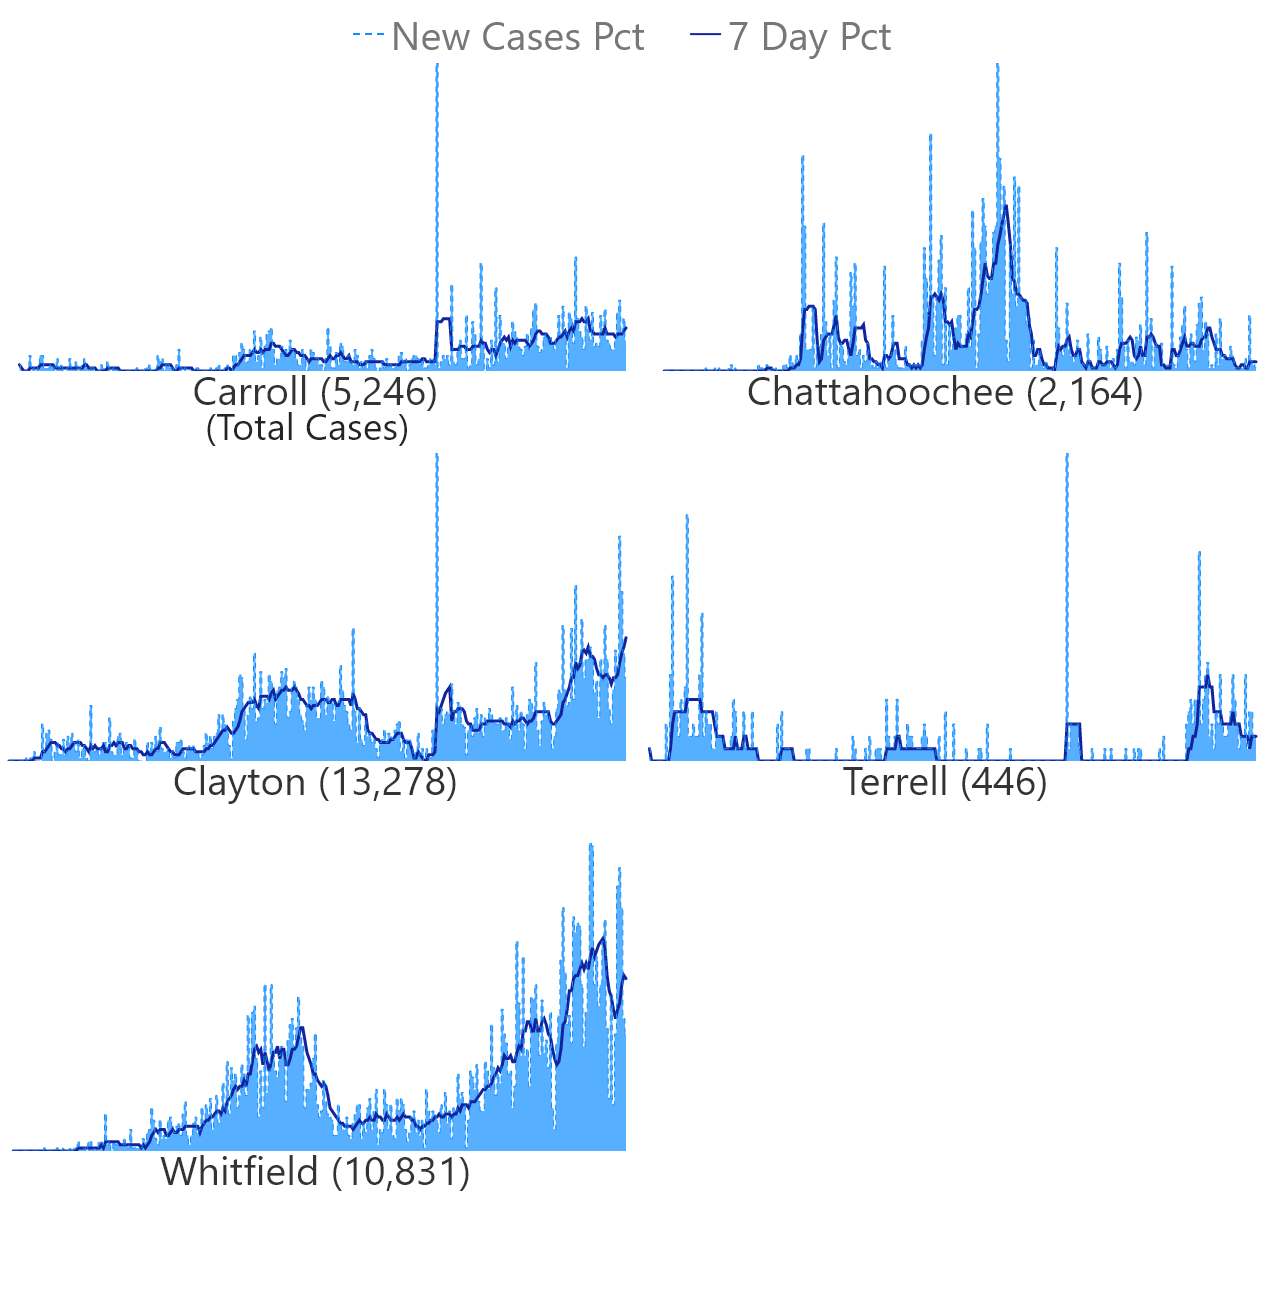 New Cases Pct 7 Day Pct
Carroll (5,246)
(Total Cases)
Chattahoochee (2,164)
Clayton (13,278)
Terrell (446)
Whitfield (10,831)